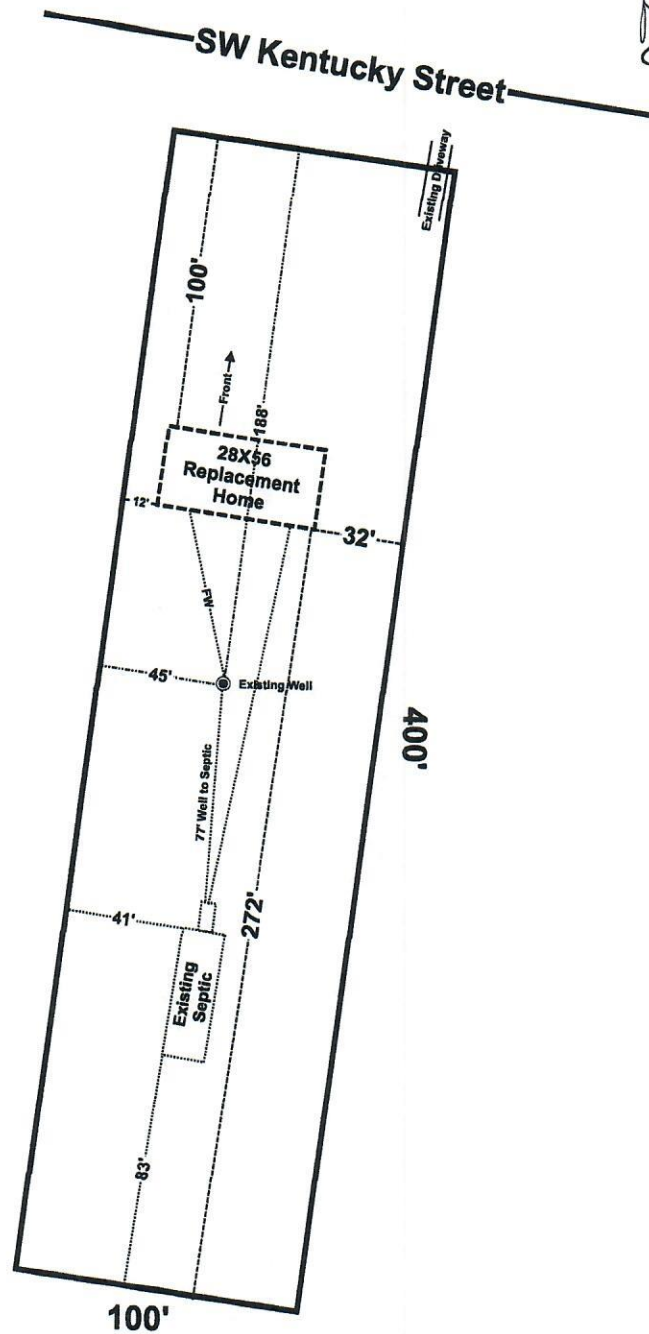 SW Kentucky Street
Existing Driveway
100'
Front
188'
28X56
Replacement
Home
12'
32'
FW
45'
Existing Well
400'
77' Well to Septic
41'
272'
Existing
Septic
83'
100'